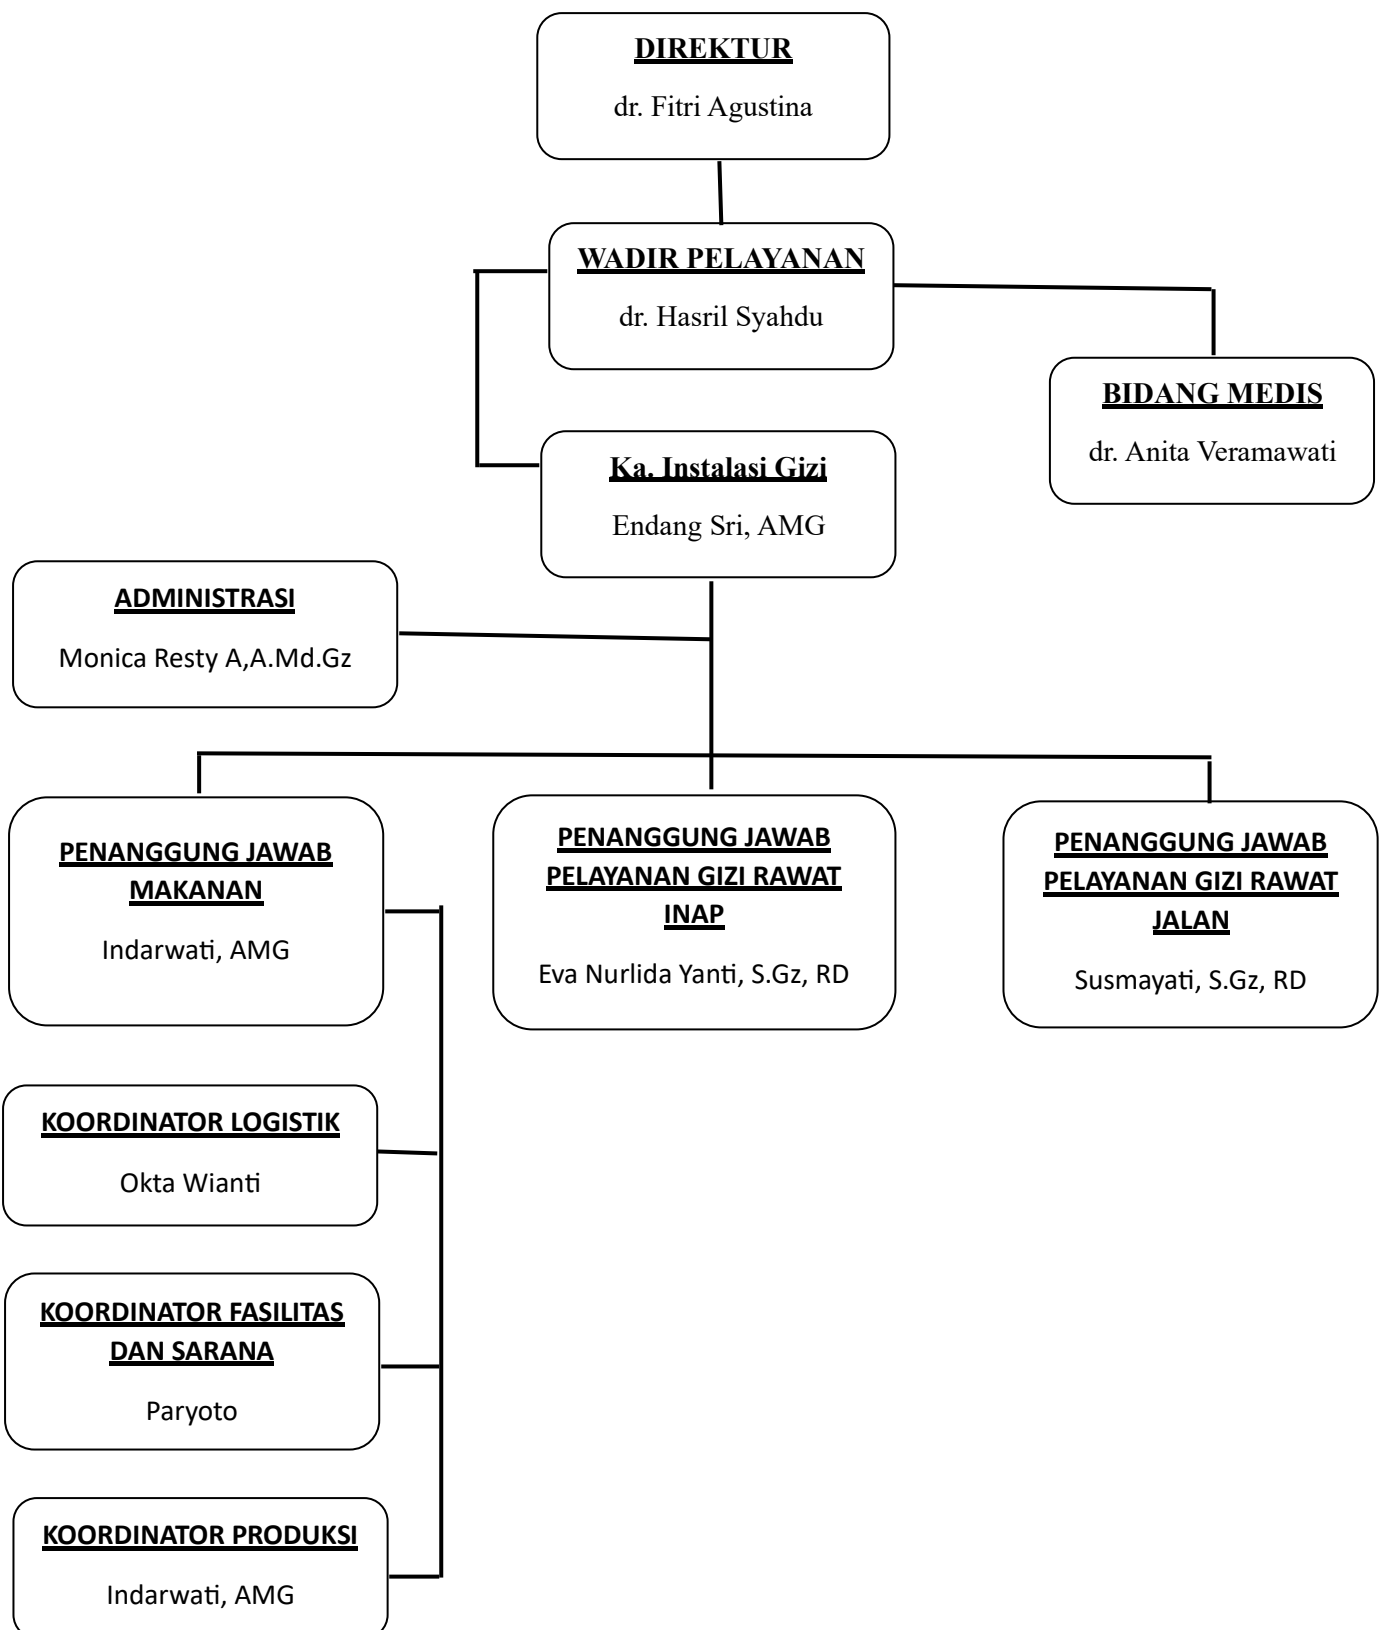 DIREKTUR
dr. Fitri Agustina
WADIR PELAYANAN
dr. Hasril Syahdu
BIDANG MEDIS
dr. Anita Veramawati
Ka. Instalasi Gizi
Endang Sri, AMG
ADMINISTRASI
Monica Resty A,A.Md.Gz
PENANGGUNG JAWAB
MAKANAN
Indarwati, AMG
PENANGGUNG JAWAB
PELAYANAN GIZI RAWAT
INAP
Eva Nurlida Yanti, S.Gz, RD
PENANGGUNG JAWAB
PELAYANAN GIZI RAWAT
JALAN
Susmayati, S.Gz, RD
KOORDINATOR LOGISTIK
Okta Wianti
KOORDINATOR FASILITAS
DAN SARANA
Paryoto
KOORDINATOR PRODUKSI
Indarwati, AMG